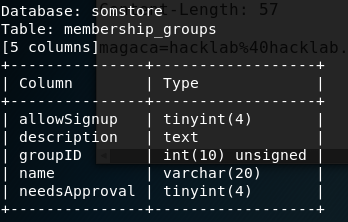 Content-Length: 57
Database: somstore
Table: membership_groups
[5 columns]magaca=hacklab%40hacklab.
+---------------+------------------+
| Column        | Type             |
+---------------+------------------+
| allowSignup   | tinyint(4)       |
| description   | text             |
| groupID       | int(10) unsigned |
| name          | varchar(20)      |
| needsApproval | tinyint(4)       |
+---------------+------------------+